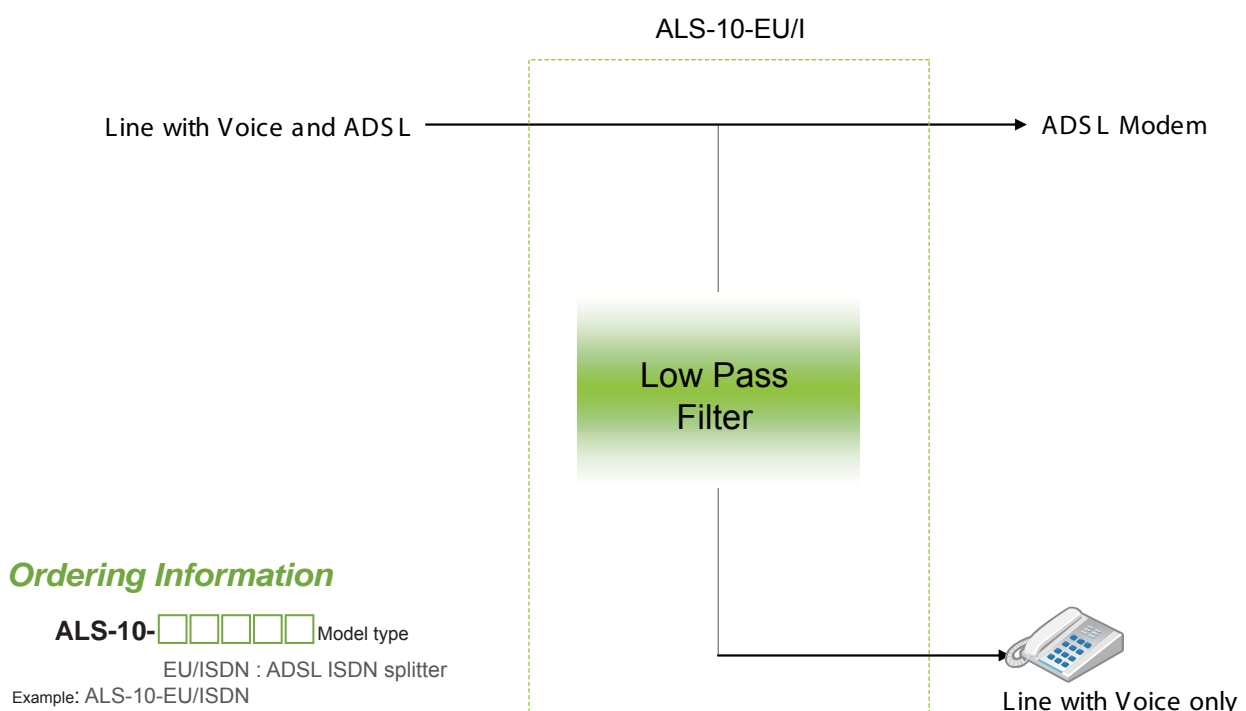 ALS-10-EU/I
Line with Voice and ADSL
ADSL Modem
Low Pass
Filter
Ordering Information
ALS-10-□□□□□ Model type
EU/ISDN : ADSL ISDN splitter
Example: ALS-10-EU/ISDN
Line with Voice only